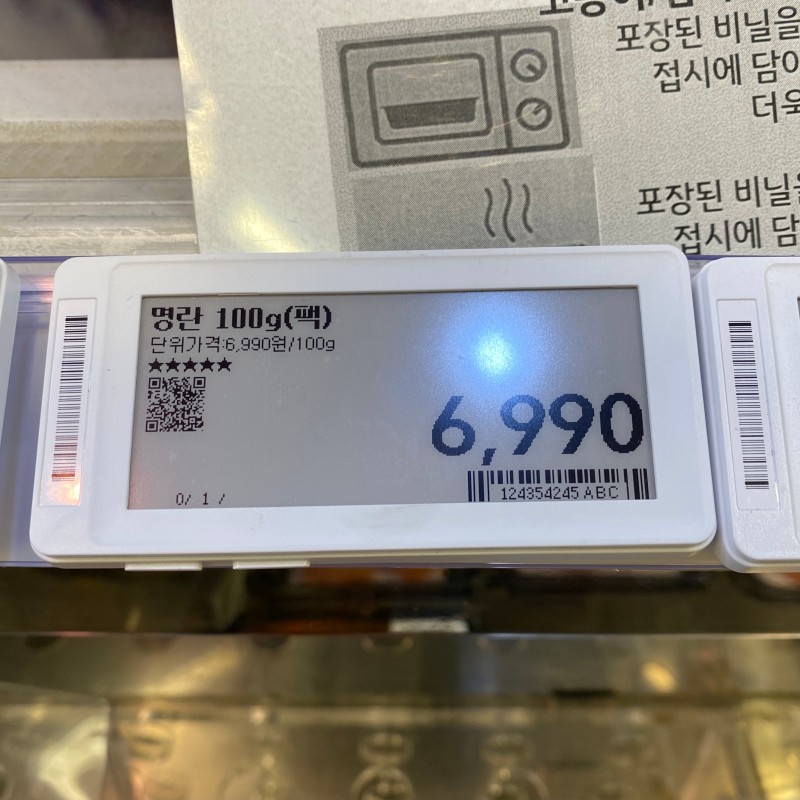 포장된 비닐을
접시에 담아
더욱
포장된 비닐을
접시에 담
명란 100g(팩)
단위가격:6,990원/100g
★★★★★
6,990
0/ 1 /
124354245 ABC